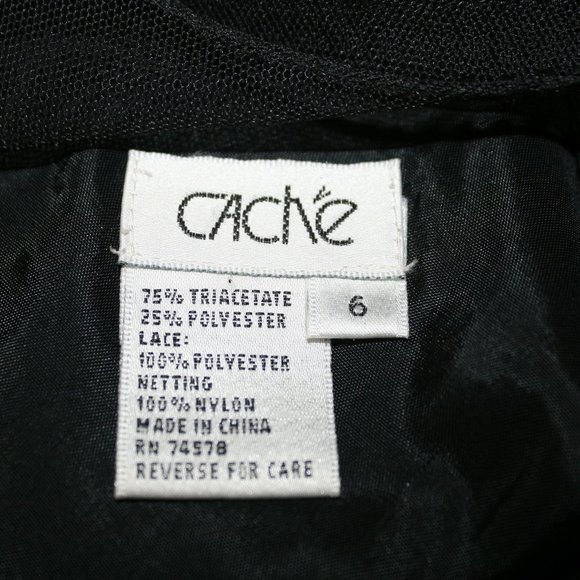 CACHÉ
6
75% TRIACETATE
25% POLYESTER
LACE:
100% POLYESTER
NETTING
100% NYLON
MADE IN CHINA
RN 74578
REVERSE FOR CARE